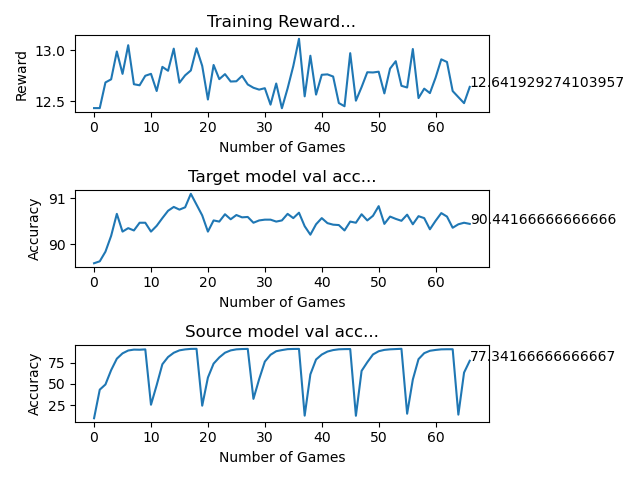 Training Reward...
Reward
13.0
12.5
12.641929274103957
0 10 20 30 40 50 60
Number of Games
Target model val acc...
Accuracy
91
90
90.44166666666666
0 10 20 30 40 50 60
Number of Games
Source model val acc...
Accuracy
75
50
25
77.34166666666667
0 10 20 30 40 50 60
Number of Games